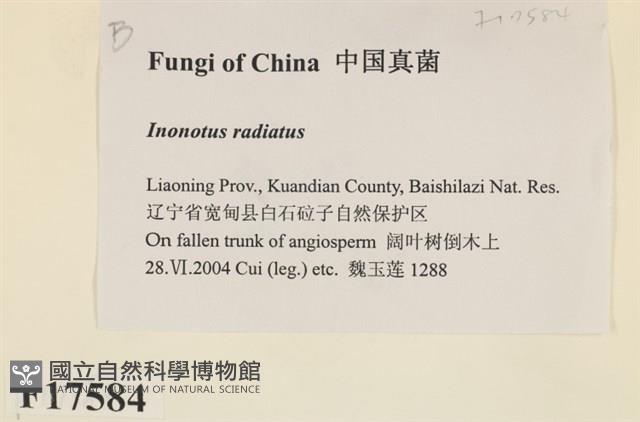 B
F17584
Fungi of China 中国真菌
Inonotus radiatus
Liaoning Prov., Kuandian County, Baishilazi Nat. Res.
辽宁省宽甸县白石砬子自然保护区
On fallen trunk of angiosperm 阔叶树倒木上
28.Ⅵ.2004 Cui (leg.) etc. 魏玉莲 1288
國立自然科學博物館
NATIONAL MUSEUM OF NATURAL SCIENCE
F17584